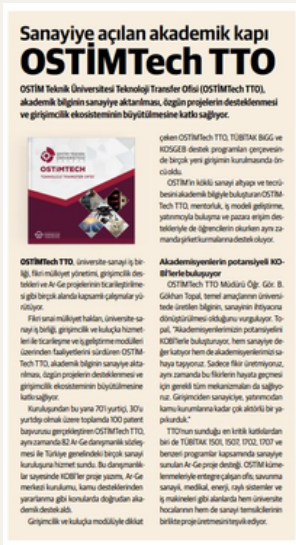 Sanayiye açılan akademik kapı
OSTİMTech TTO
OSTİM Teknik Üniversitesi Teknoloji Transfer Ofisi (OSTİMTech TTO),
akademik bilginin sanayiye aktarılması, özgün projelerin desteklenmesi
ve girişimcilik ekosisteminin büyütülmesine katkı sağlıyor.
OSTİMTECH
TEKNOLOJİ TRANSFER OFİSİ
OSTİMTech TTO, üniversite-sanayi iş bir-
liği, fikri mülkiyet yönetimi, girişimcilik des-
tekleri ve Ar-Ge projelerinin ticarileştirilme-
si gibi birçok alanda kapsamlı çalışmalar yü-
rütüyor.
Fikri sınai mülkiyet hakları, üniversite-sa-
nayi iş birliği, girişimcilik ve kuluçka hizmet-
leri ile ticarileşme ve iş geliştirme modülleri
üzerinden faaliyetlerini sürdüren OSTİM-
Tech TTO, akademik bilginin sanayiye akta-
rılması, özgün projelerin desteklenmesi ve
girişimcilik ekosisteminin büyütülmesine
katkı sağlıyor.
Kuruluşundan bu yana 70'i yurtiçi, 30'u
yurtdışı olmak üzere toplamda 100 patent
başvurusu gerçekleştiren OSTİMTech TTO,
aynı zamanda 82 Ar-Ge danışmanlık sözleş-
mesi ile Türkiye genelindeki birçok sanayi
kuruluşuna hizmet sundu. Bu danışmanlık-
lar sayesinde KOBİ'ler proje yazımı, Ar-Ge
merkezi kurulumu, kamu desteklerinden
yararlanma gibi konularda doğrudan aka-
demik destek aldı.
Girişimcilik ve kuluçka modülüyle dikkat
çeken OSTİMTech TTO, TÜBİTAK BiGG ve
KOSGEB destek programları çerçevesin-
de birçok yeni girişimin kurulmasında ön-
cü oldu.
OSTİM'in köklü sanayi altyapı ve tecrü-
besini akademik bilgiyle buluşturan OSTİM-
Tech TTO, mentorluk, iş modeli geliştirme,
yatırımcıyla buluşma ve pazara erişim des-
tekleriyle de öğrencilerin okurken aynı za-
manda şirket kurmalarına destek oluyor.
Akademisyenlerin potansiyeli KO-
Bİ'lerle buluşuyor
OSTİMTech TTO Müdürü Öğr. Gör. B.
Gökhan Topal, temel amaçlarının üniversi-
tede üretilen bilginin, sanayinin ihtiyacına
dönüştürülmesi olduğunu vurguluyor. To-
pal, "Akademisyenlerimizin potansiyelini
KOBİ'lerle buluşturuyor, hem sanayiye de-
ğer katıyor hem de akademisyenlerimizi sa-
haya taşıyoruz. Sadece fikir üretmiyoruz,
aynı zamanda bu fikirlerin hayata geçmesi
için gerekli tüm mekanizmaları da sağlıyo-
ruz. Girişimciden sanayiciye, yatırımcıdan
kamu kurumlarına kadar çok aktörlü bir ya-
pı kurduk."
TTO'nun sunduğu en kritik katkılardan
biri de TÜBİTAK 1501, 1507, 1702, 1707 ve
benzeri programlar kapsamında sanayiye
sunulan Ar-Ge proje desteği. OSTİM küme-
lenmeleriyle entegre çalışan ofis, savunma
sanayii, medikal, enerji, raylı sistemler ve
iş makineleri gibi alanlarda hem üniversite
hocalarının hem de sanayi temsilcilerinin
birlikte proje üretmesini teşvik ediyor.